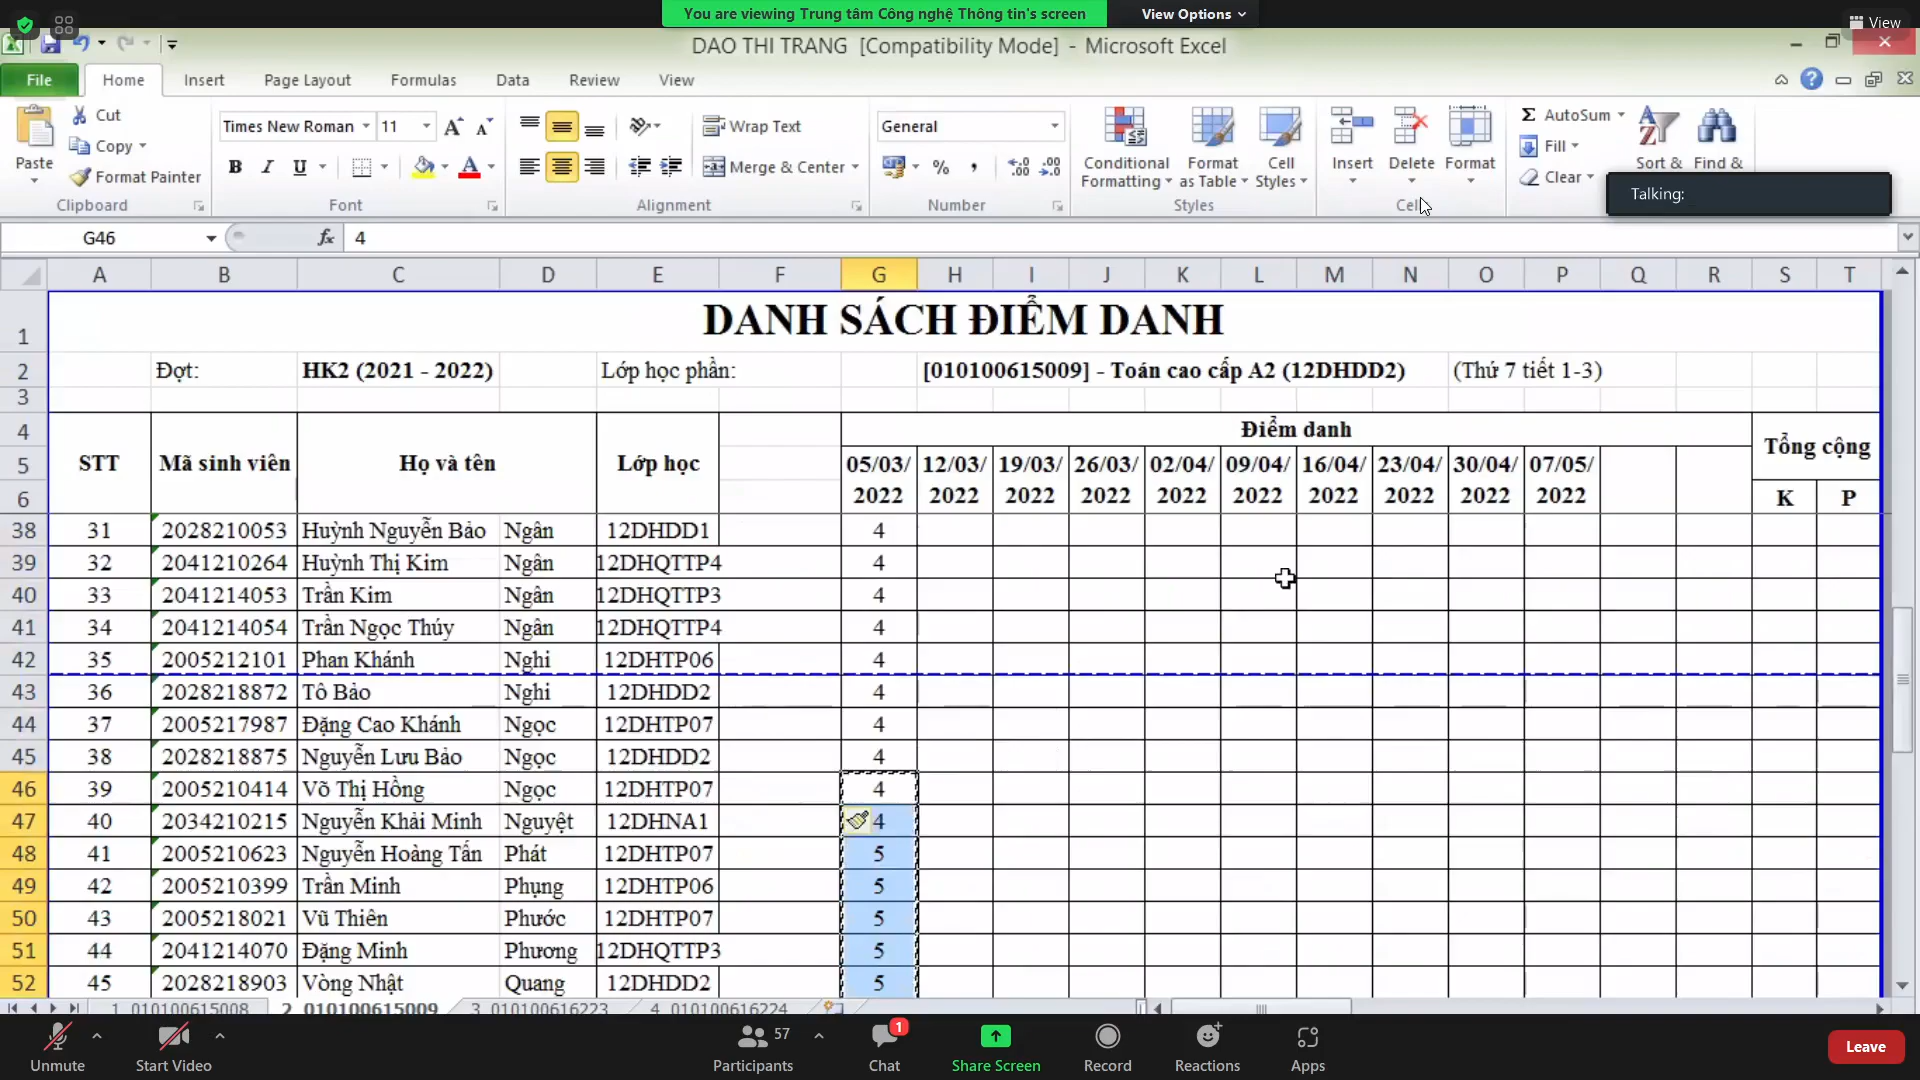 You are viewing Trung tâm Công nghệ Thông tin's screen
View Options
View
DAO THI TRANG [Compatibility Mode] - Microsoft Excel
File Home Insert Page Layout Formulas Data Review View
Cut
Copy
Format Painter
Paste
Clipboard
Times New Roman 11
B I U
Font
Wrap Text
Merge & Center
Alignment
General
%
Number
Conditional Formatting
Format as Table
Cell Styles
Styles
Insert
Delete
Format
AutoSum
Fill
Clear
Sort &
Find &
Talking:
G46
fx
4
A B C D E F G H I J K L M N O P Q R S T
1 DANH SÁCH ĐIỂM DANH
2 Đợt: HK2 (2021 - 2022) Lớp học phần: [010100615009] - Toán cao cấp A2 (12DHDD2) (Thứ 7 tiết 1-3)
3
4 Điểm danh
5 STT Mã sinh viên Họ và tên Lớp học 05/03/2022 12/03/2022 19/03/2022 26/03/2022 02/04/2022 09/04/2022 16/04/2022 23/04/2022 30/04/2022 07/05/2022 Tổng cộng
6 K P
38 31 2028210053 Huỳnh Nguyễn Bảo Ngân 12DHDD1 4
39 32 2041210264 Huỳnh Thị Kim Ngân 12DHQTTP4 4
40 33 2041214053 Trần Kim Ngân 12DHQTTP3 4
41 34 2041214054 Trần Ngọc Thúy Ngân 12DHQTTP4 4
42 35 2005212101 Phan Khánh Nghi 12DHTP06 4
43 36 2028218872 Tô Bảo Nghi 12DHDD2 4
44 37 2005217987 Đặng Cao Khánh Ngọc 12DHTP07 4
45 38 2028218875 Nguyễn Lưu Bảo Ngọc 12DHDD2 4
46 39 2005210414 Võ Thị Hồng Ngọc 12DHTP07 4
47 40 2034210215 Nguyễn Khải Minh Nguyệt 12DHNA1 4
48 41 2005210623 Nguyễn Hoàng Tấn Phát 12DHTP07 5
49 42 2005210399 Trần Minh Phụng 12DHTP06 5
50 43 2005218021 Vũ Thiên Phước 12DHTP07 5
51 44 2041214070 Đặng Minh Phương 12DHQTTP3 5
52 45 2028218903 Vòng Nhật Quang 12DHDD2 5
1_010100615008 2_010100615009 3_010100616223 4_010100616224
Unmute
Start Video
57
Participants
1
Chat
Share Screen
Record
Reactions
Apps
Leave